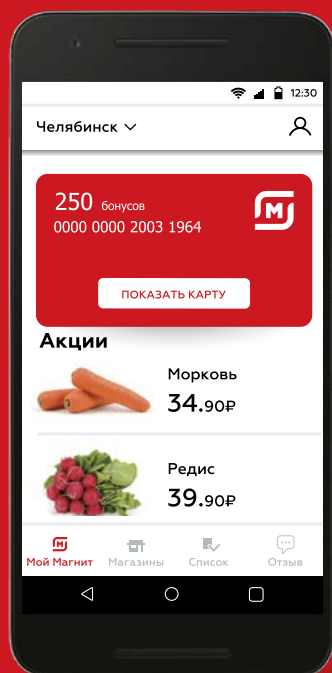 12:30
Челябинск
250 бонусов
0000 0000 2003 1964
М
ПОКАЗАТЬ КАРТУ
Акции
Морковь
34.90₽
Редис
39.90₽
М
Мой Магнит Магазины Список Отзыв